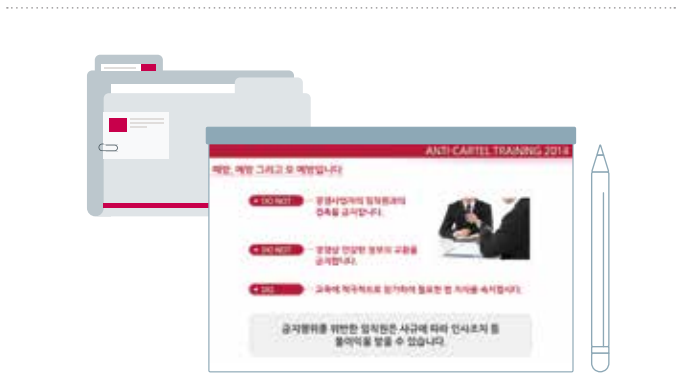 ANTI CARTEL TRAINING 2014
예방, 예방 그리고 또 예방입니다
DO NOT 경쟁사업자의 임직원과의
접촉을 금지합니다.
DO NOT 경쟁상 민감한 정보의 교환을
금지합니다.
DO 교육에 적극적으로 참가하여 필요한 법 지식을 숙지합시다.
금지행위를 위반한 임직원은 사규에 따라 인사조치 등
불이익을 받을 수 있습니다.